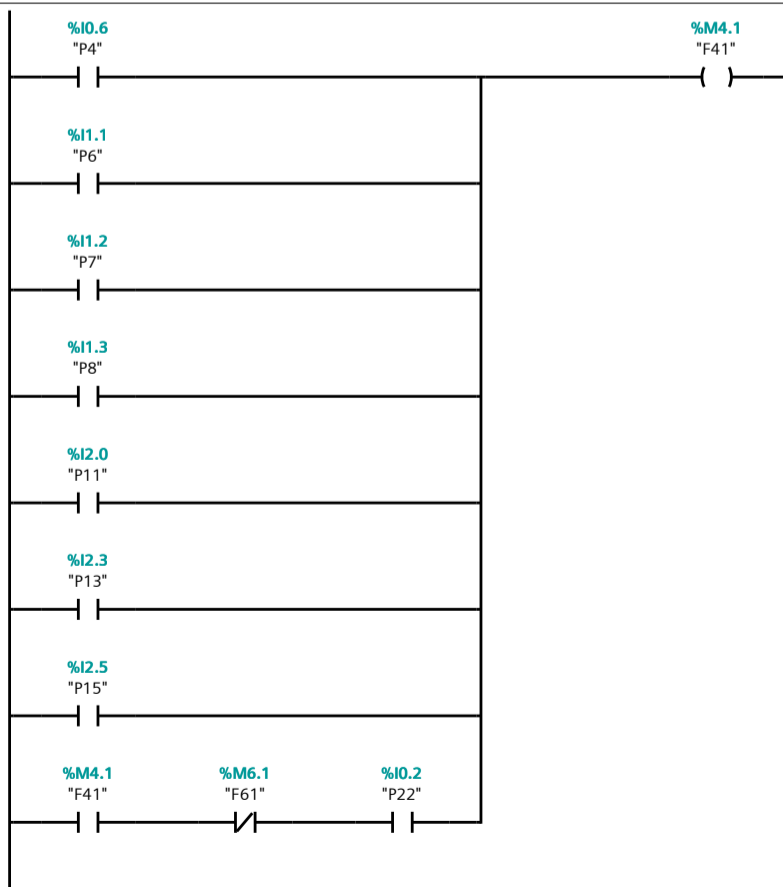 %I0.6
"P4"
%M4.1
"F41"
%I1.1
"P6"
%I1.2
"P7"
%I1.3
"P8"
%I2.0
"P11"
%I2.3
"P13"
%I2.5
"P15"
%M4.1
"F41"
%M6.1
"F61"
%I0.2
"P22"